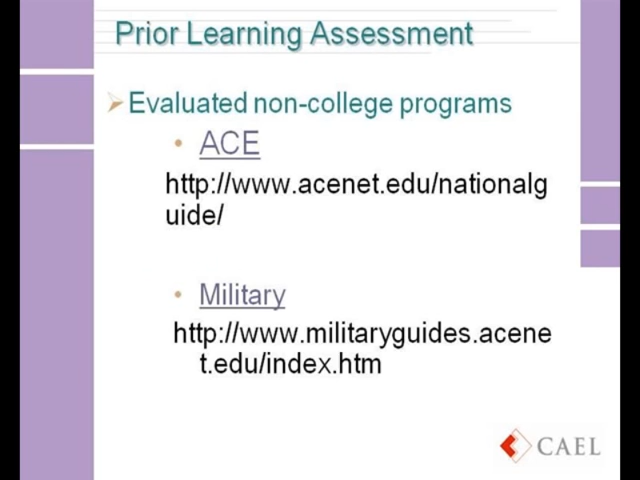 Prior Learning Assessment
Evaluated non-college programs
• ACE
http://www.acenet.edu/nationalg
uide/
• Military
http://www.militaryguides.acene
t.edu/index.htm
CAEL